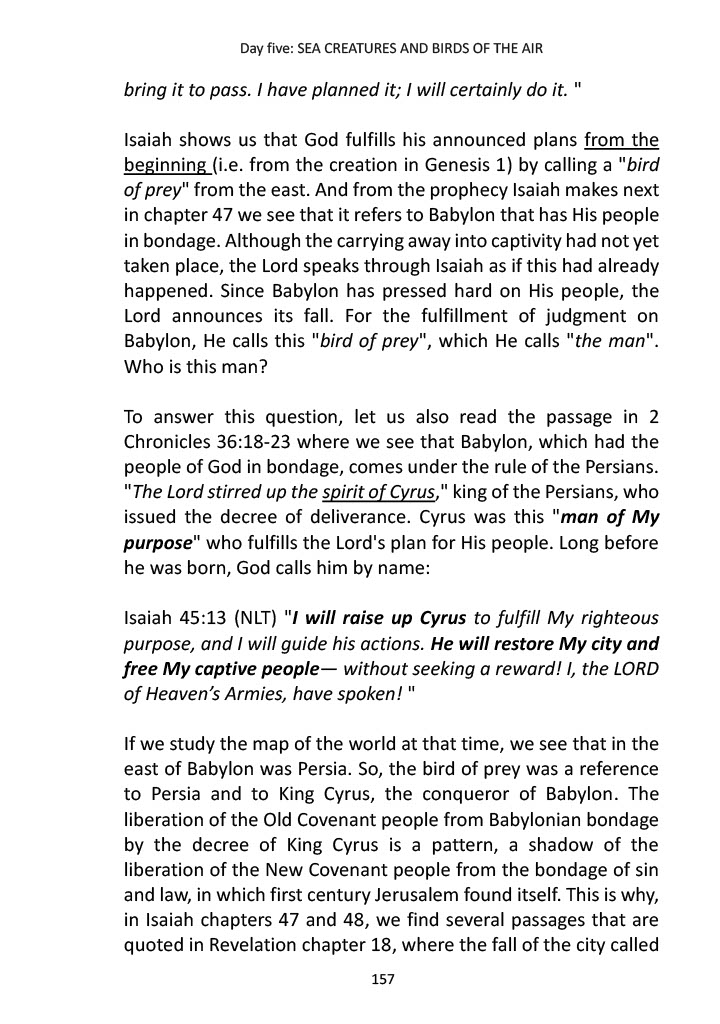 Day five: SEA CREATURES AND BIRDS OF THE AIR
bring it to pass. I have planned it; I will certainly do it. "
Isaiah shows us that God fulfills his announced plans from the
beginning (i.e. from the creation in Genesis 1) by calling a "bird
of prey" from the east. And from the prophecy Isaiah makes next
in chapter 47 we see that it refers to Babylon that has His people
in bondage. Although the carrying away into captivity had not yet
taken place, the Lord speaks through Isaiah as if this had already
happened. Since Babylon has pressed hard on His people, the
Lord announces its fall. For the fulfillment of judgment on
Babylon, He calls this "bird of prey", which He calls "the man".
Who is this man?
To answer this question, let us also read the passage in 2
Chronicles 36:18-23 where we see that Babylon, which had the
people of God in bondage, comes under the rule of the Persians.
"The Lord stirred up the spirit of Cyrus," king of the Persians, who
issued the decree of deliverance. Cyrus was this "man of My
purpose" who fulfills the Lord's plan for His people. Long before
he was born, God calls him by name:
Isaiah 45:13 (NLT) "I will raise up Cyrus to fulfill My righteous
purpose, and I will guide his actions. He will restore My city and
free My captive people— without seeking a reward! I, the LORD
of Heaven’s Armies, have spoken! "
If we study the map of the world at that time, we see that in the
east of Babylon was Persia. So, the bird of prey was a reference
to Persia and to King Cyrus, the conqueror of Babylon. The
liberation of the Old Covenant people from Babylonian bondage
by the decree of King Cyrus is a pattern, a shadow of the
liberation of the New Covenant people from the bondage of sin
and law, in which first century Jerusalem found itself. This is why,
in Isaiah chapters 47 and 48, we find several passages that are
quoted in Revelation chapter 18, where the fall of the city called
157